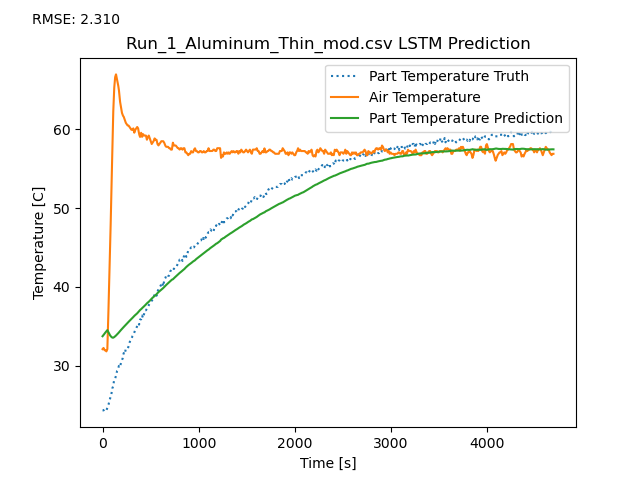 RMSE: 2.310
Run_1_Aluminum_Thin_mod.csv LSTM Prediction
Part Temperature Truth
Air Temperature
Part Temperature Prediction
60
50
40
30
Temperature [C]
0 1000 2000 3000 4000
Time [s]